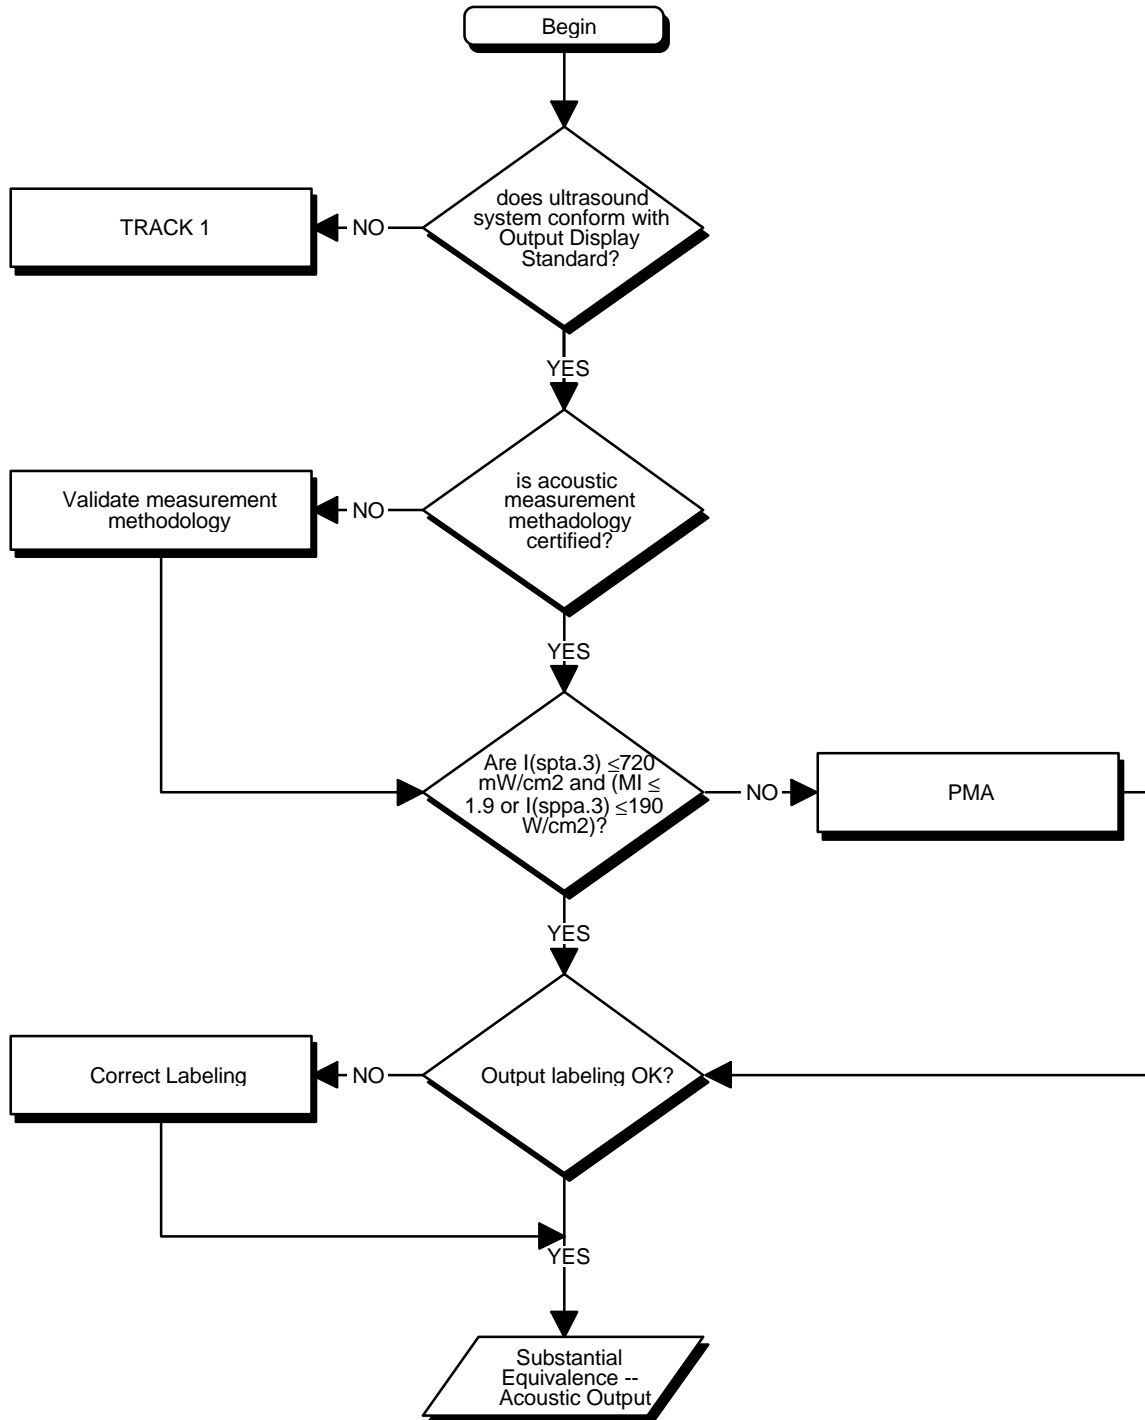 Begin
does ultrasound
system conform with
Output Display
Standard?
NO
TRACK 1
YES
is acoustic
measurement
methadology
certified?
NO
Validate measurement
methodology
YES
Are I(spta.3) ≤720
mW/cm2 and (MI ≤
1.9 or I(sppa.3) ≤190
W/cm2)?
NO
PMA
YES
Output labeling OK?
NO
Correct Labeling
YES
Substantial
Equivalence --
Acoustic Output